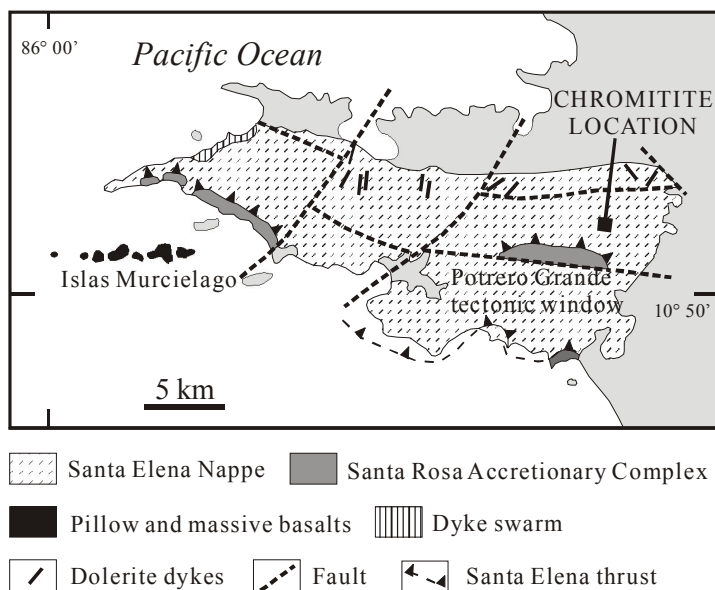 86° 00’
Pacific Ocean
CHROMITITE
LOCATION
Islas Murcielago
Potrero Grande
tectonic window
10° 50’
5 km
Santa Elena Nappe
Santa Rosa Accretionary Complex
Pillow and massive basalts
Dyke swarm
Dolerite dykes
Fault
Santa Elena thrust